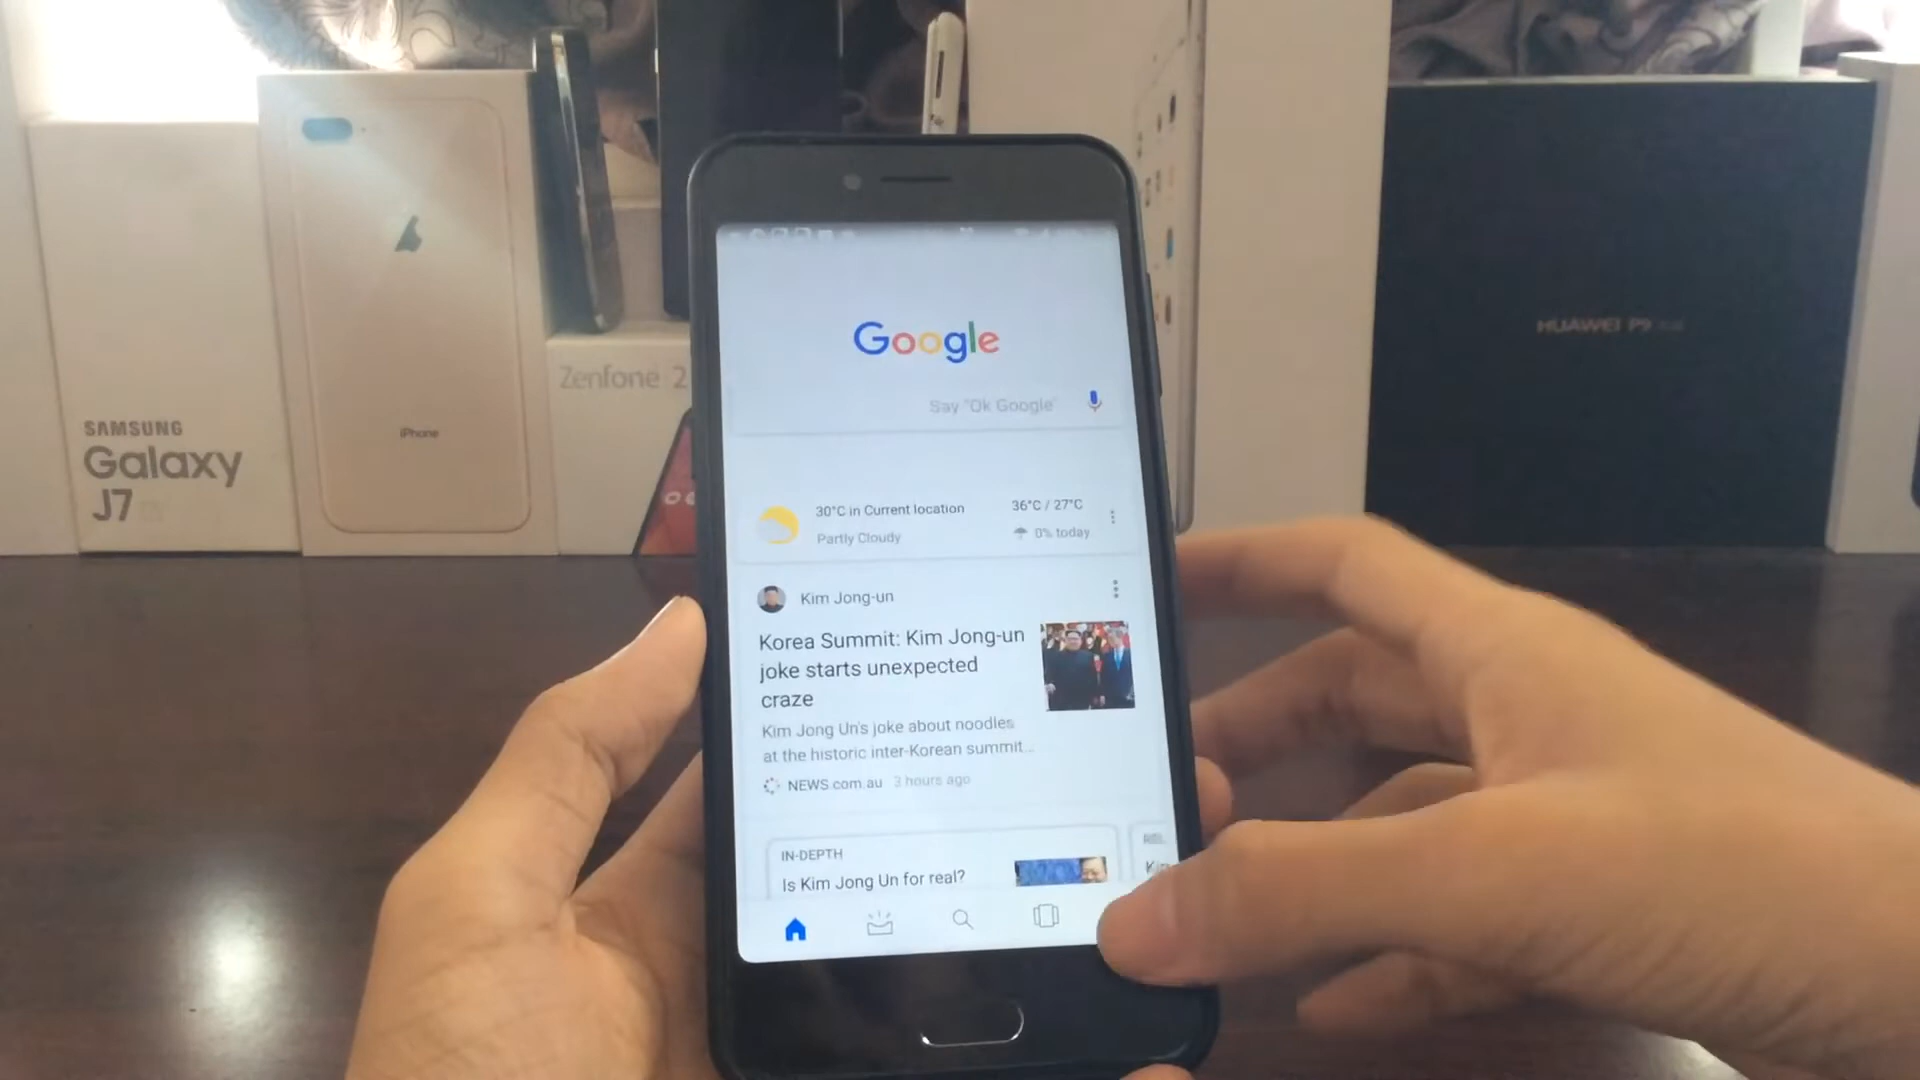 SAMSUNG
Galaxy
J7
iPhone
Zenfone 2
HUAWEI P9
Google
Say "Ok Google"
30°C in Current location
36°C / 27°C
Partly Cloudy
0% today
Kim Jong-un
Korea Summit: Kim Jong-un
joke starts unexpected
craze
Kim Jong Un's joke about noodles
at the historic inter-Korean summit...
NEWS.com.au 3 hours ago
IN-DEPTH
Is Kim Jong Un for real?